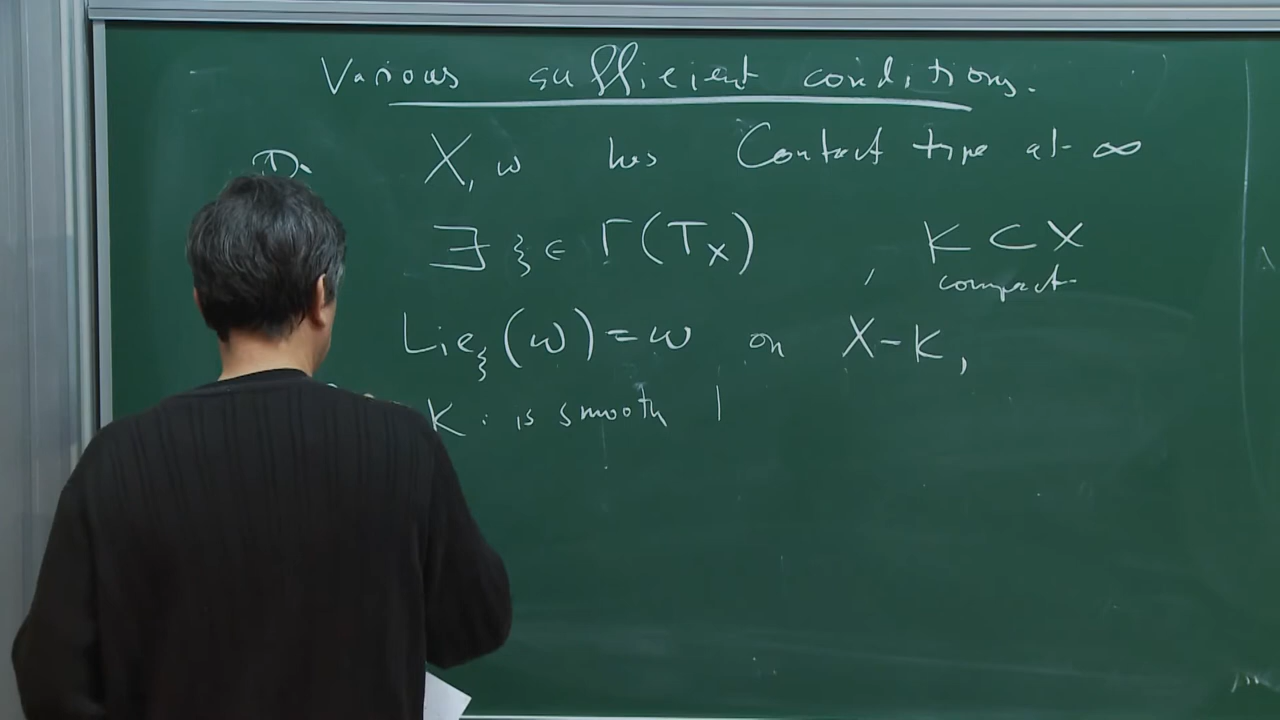 Various sufficient conditions.
X, ω has Contact type at ∞
∃ ξ ∈ Γ(T_X) , K ⊂ X
compact
Lie_ξ(ω) = ω on X-K,
K : is smooth